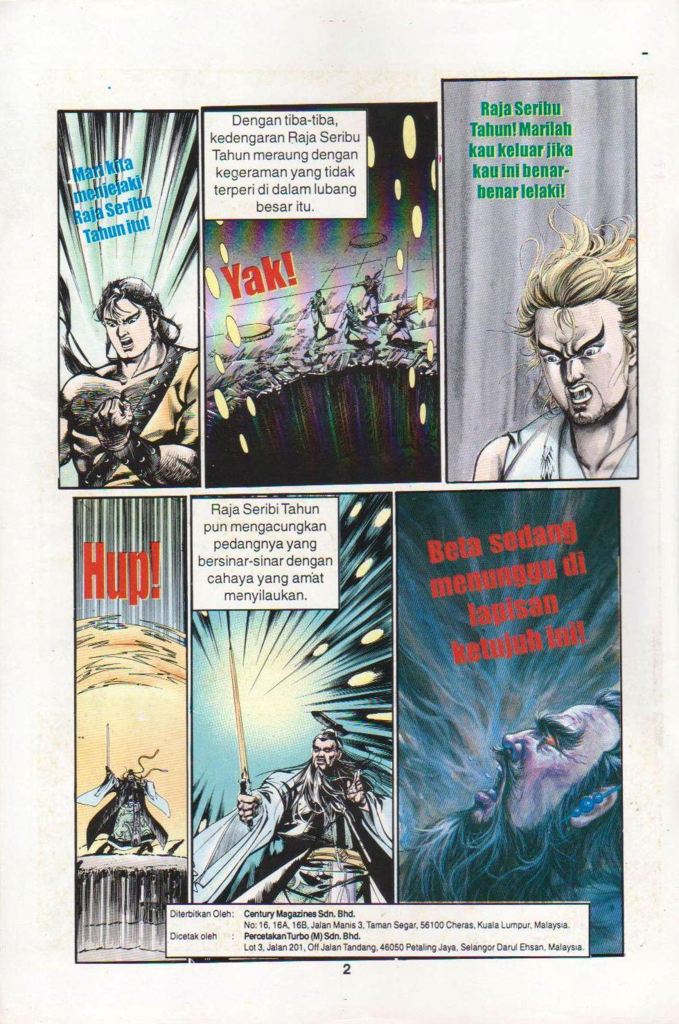 Mari kita
menjejaki
Raja Seribu
Tahun itu!
Dengan tiba-tiba,
kedengaran Raja Seribu
Tahun meraung dengan
kegeraman yang tidak
terperi di dalam lubang
besar itu.
Yak!
Raja Seribu
Tahun! Marilah
kau keluar jika
kau ini benar-
benar lelaki!
Hup!
Raja Seribi Tahun
pun mengacungkan
pedangnya yang
bersinar-sinar dengan
cahaya yang amat
menyilaukan.
Beta sedang
menunggu di
lapisan
ketujuh ini!
Diterbitkan Oleh: Century Magazines Sdn. Bhd.
No: 16, 16A, 16B, Jalan Manis 3, Taman Segar, 56100 Cheras, Kuala Lumpur, Malaysia.
Dicetak oleh : Percetakan Turbo (M) Sdn. Bhd.
Lot 3, Jalan 201, Off Jalan Tandang, 46050 Petaling Jaya, Selangor Darul Ehsan, Malaysia.
2